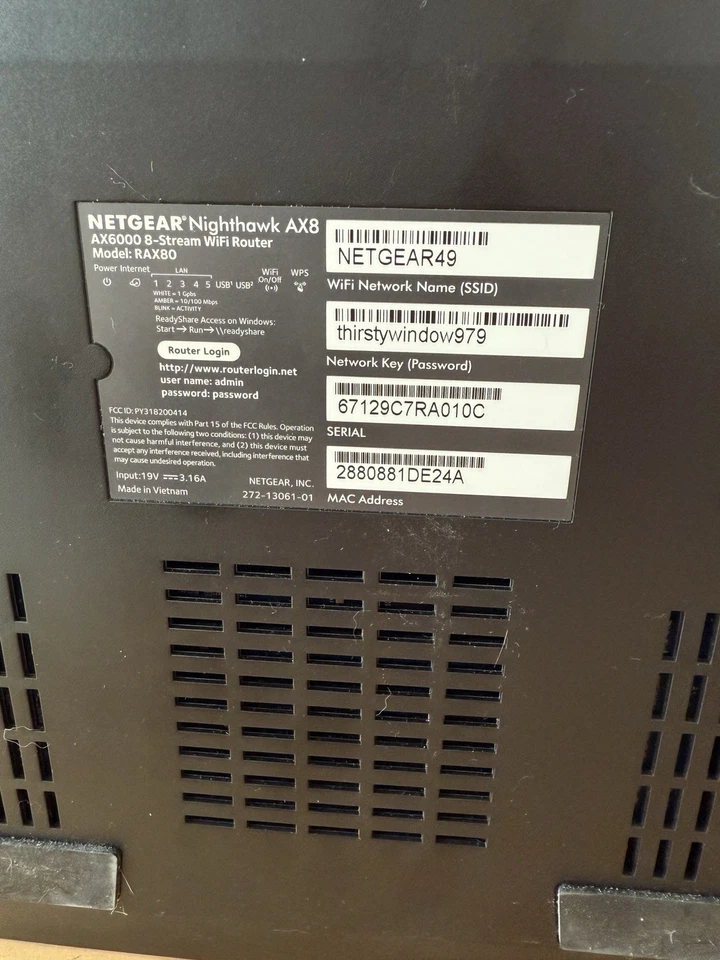 NETGEAR® Nighthawk AX8
AX6000 8-Stream WiFi Router
Model: RAX80
Power Internet LAN WiFi On/Off WPS
1 2 3 4 5 USB¹ USB²
WHITE = 1 Gbps
AMBER = 10/100 Mbps
BLINK = ACTIVITY
ReadyShare Access on Windows:
Start → Run → \\readyshare
Router Login
http://www.routerlogin.net
user name: admin
password: password
FCC ID: PY318200414
This device complies with Part 15 of the FCC Rules. Operation
is subject to the following two conditions: (1) this device may
not cause harmful interference, and (2) this device must
accept any interference received, including interference that
may cause undesired operation.
Input: 19V ⎓ 3.16A
Made in Vietnam
NETGEAR, INC.
272-13061-01
NETGEAR49
WiFi Network Name (SSID)
thirstywindow979
Network Key (Password)
67129C7RA010C
SERIAL
2880881DE24A
MAC Address